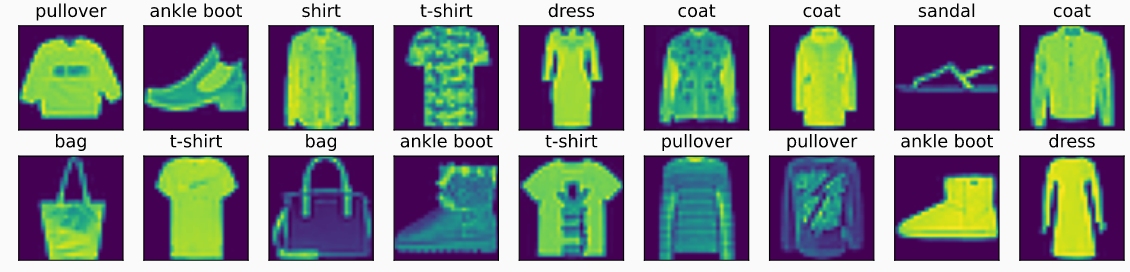 pullover ankle boot shirt t-shirt dress coat coat sandal coat
bag t-shirt bag ankle boot t-shirt pullover pullover ankle boot dress